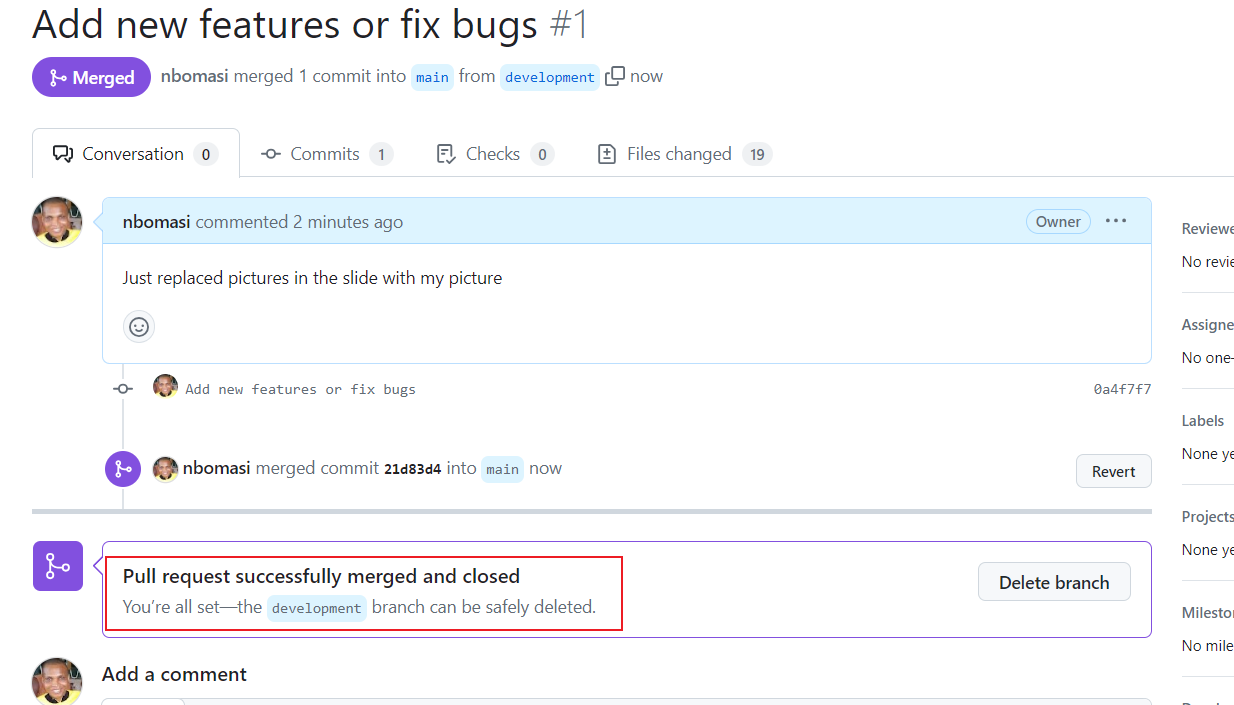 Add new features or fix bugs #1
Merged nbomasi merged 1 commit into main from development now
Conversation 0 Commits 1 Checks 0 Files changed 19
nbomasi commented 2 minutes ago Owner
Just replaced pictures in the slide with my picture
Add new features or fix bugs 0a4f7f7
nbomasi merged commit 21d83d4 into main now Revert
Pull request successfully merged and closed
You're all set—the development branch can be safely deleted.
Delete branch
Add a comment
Reviewe
No revie
Assigne
No one-
Labels
None ye
Projects
None ye
Milesto
No mile